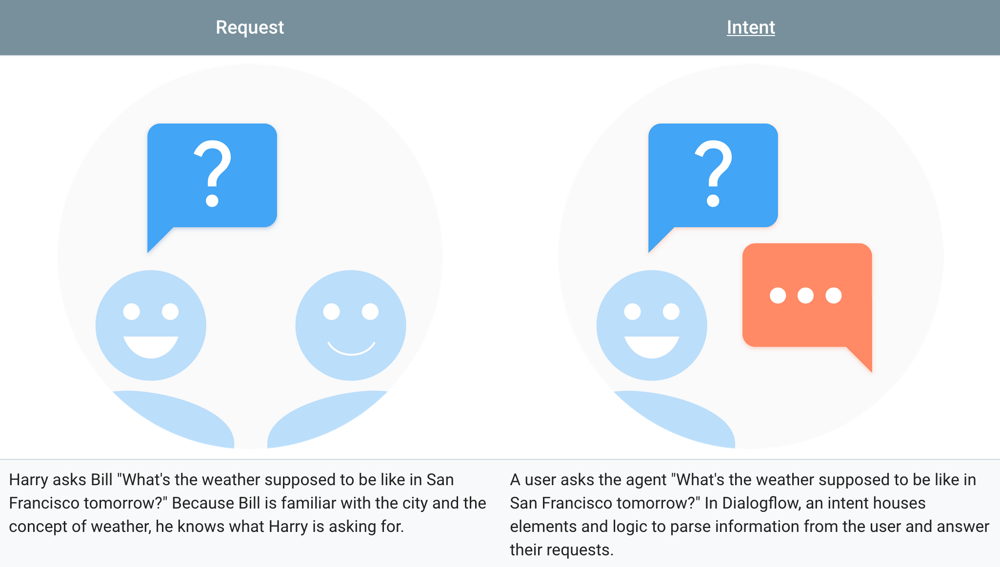 Request
Intent
?
?
Harry asks Bill "What's the weather supposed to be like in San
Francisco tomorrow?" Because Bill is familiar with the city and the
concept of weather, he knows what Harry is asking for.
A user asks the agent "What's the weather supposed to be like in
San Francisco tomorrow?" In Dialogflow, an intent houses
elements and logic to parse information from the user and answer
their requests.